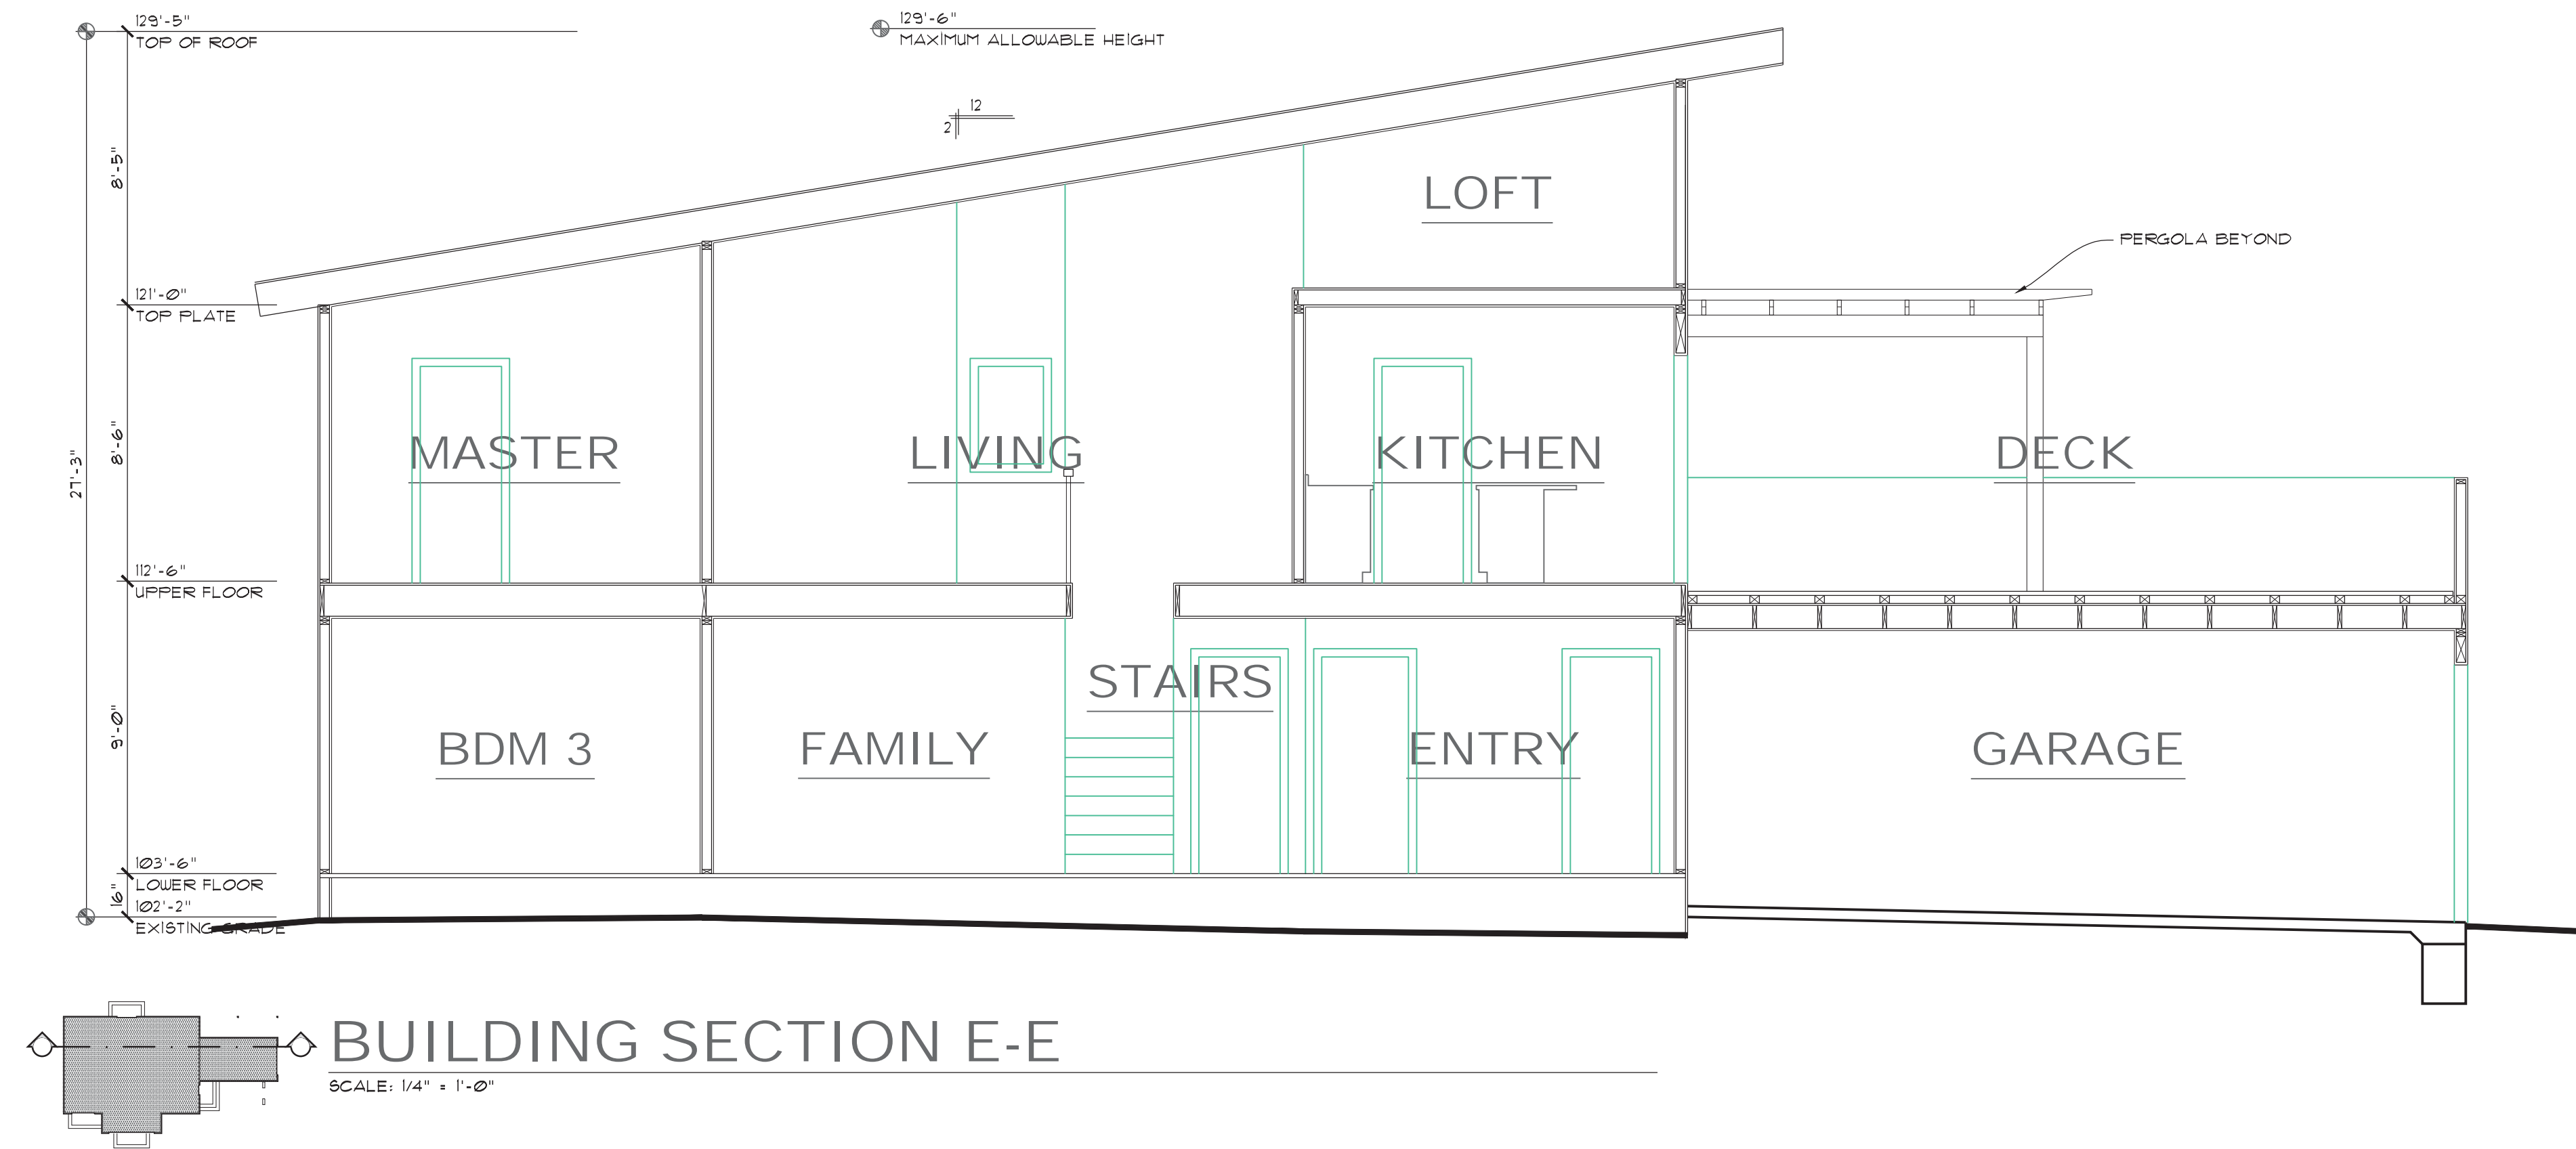 129'-5"
TOP OF ROOF
129'-6"
MAXIMUM ALLOWABLE HEIGHT
12
2
8'-5"
LOFT
PERGOLA BEYOND
121'-0"
TOP PLATE
8'-6"
27'-3"
MASTER
LIVING
KITCHEN
DECK
112'-6"
UPPER FLOOR
STAIRS
9'-0"
BDM 3
FAMILY
ENTRY
GARAGE
103'-6"
LOWER FLOOR
16"
102'-2"
EXISTING GRADE
BUILDING SECTION E-E
SCALE: 1/4" = 1'-0"